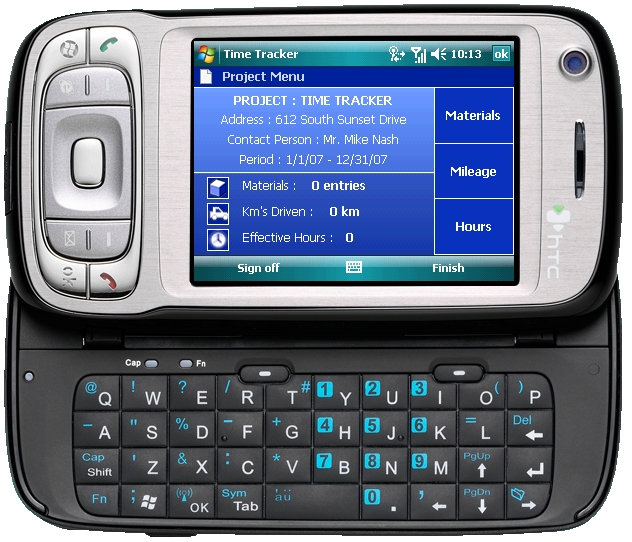 Time Tracker 10:13 ok
Project Menu
PROJECT : TIME TRACKER
Address : 612 South Sunset Drive
Contact Person : Mr. Mike Nash
Period : 1/1/07 - 12/31/07
Materials : 0 entries
Km's Driven : 0 km
Effective Hours : 0
Materials
Mileage
Hours
Sign off Finish
OK
htc
Cap Fn
@ Q ! W ? E / R # T 1 Y 2 U 3 I ( O ) P
- A " S % D - F + G 4 H 5 J 6 K = L Del ←
Cap Shift ' Z & X : C * V 7 B 8 N 9 M PgUp ↑ ↵
Fn ; OK Sym Tab áü 0 . , ← PgDn ↓ →